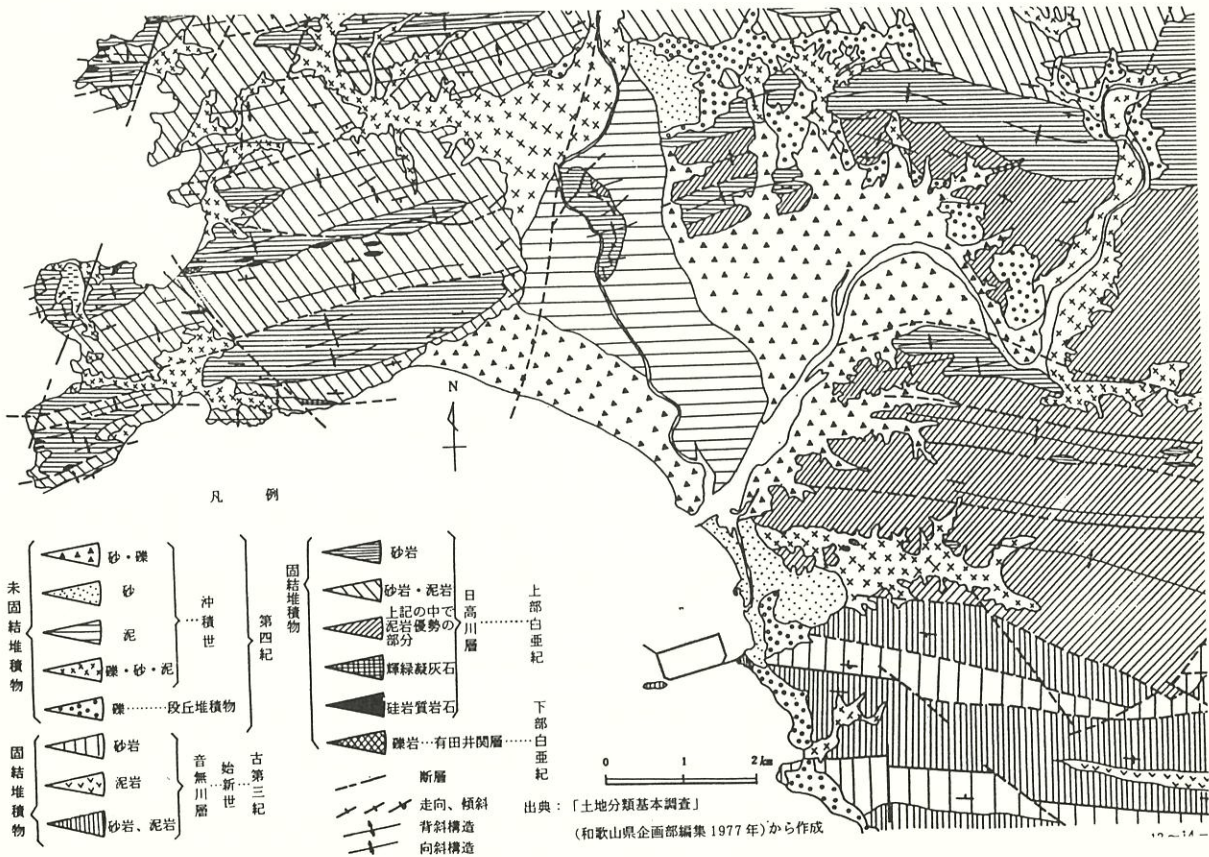 N
凡 例
未固結堆積物
砂・礫
砂
泥
礫・砂・泥
礫………段丘堆積物
沖積世
第四紀
固結堆積物
砂岩
泥岩
砂岩、泥岩
音無川層
始新世
古第三紀
固結堆積物
砂岩
砂岩・泥岩
上記の中で
泥岩優勢の
部分
輝緑凝灰石
硅岩質岩石
日高川層
上部白亜紀
礫岩…有田井関層……
下部白亜紀
断層
走向、傾斜
背斜構造
向斜構造
0 1 2㎞
出典：「土地分類基本調査」
(和歌山県企画部編集 1977年)から作成